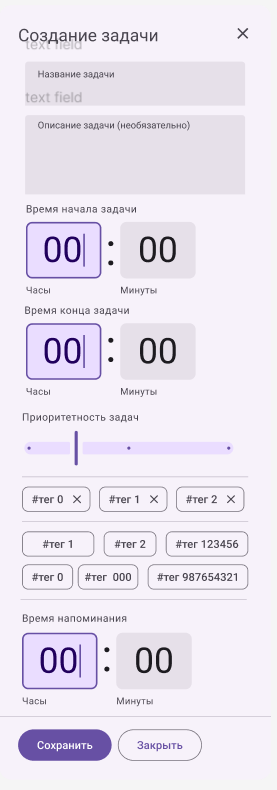 Создание задачи
text field
Название задачи
text field
Описание задачи (необязательно)
Время начала задачи
00 : 00
Часы Минуты
Время конца задачи
00 : 00
Часы Минуты
Приоритетность задач
#тег 0 #тег 1 #тег 2
#тег 1 #тег 2 #тег 123456
#тег 0 #тег 000 #тег 987654321
Время напоминания
00 : 00
Часы Минуты
Сохранить Закрыть